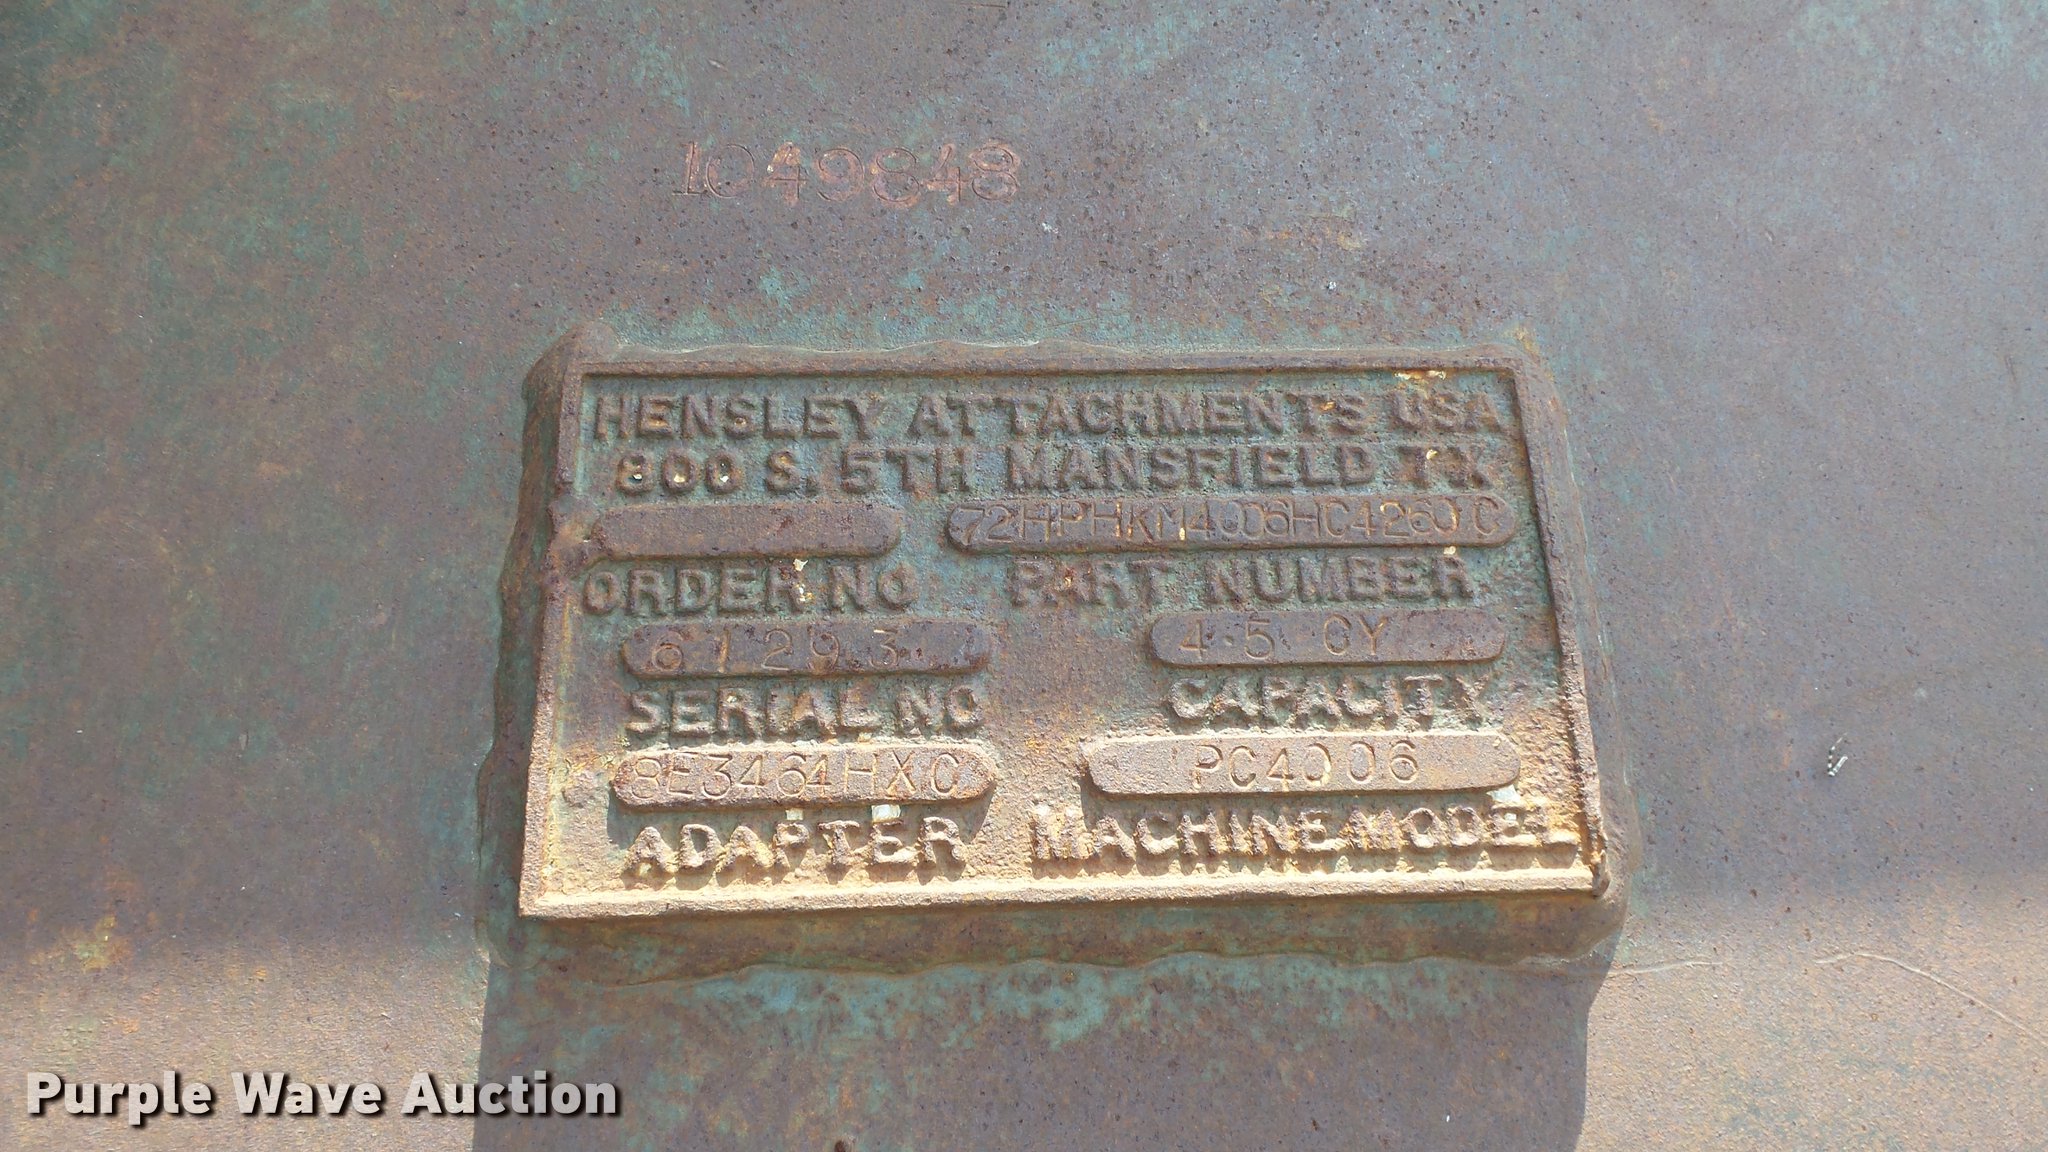 1049848
HENSLEY ATTACHMENTS USA
800 S. 5TH MANSFIELD TX
72HPHKM4006HC4260C
ORDER NO PART NUMBER
61293 4.5 CY
SERIAL NO CAPACITY
8E3464HXC PC4006
ADAPTER MACHINE MODEL
Purple Wave Auction